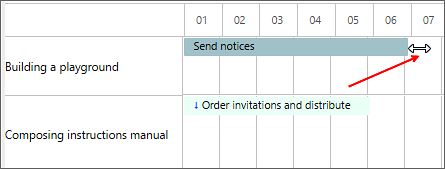 01 02 03 04 05 06 07
Send notices
Building a playground
↓ Order invitations and distribute
Composing instructions manual